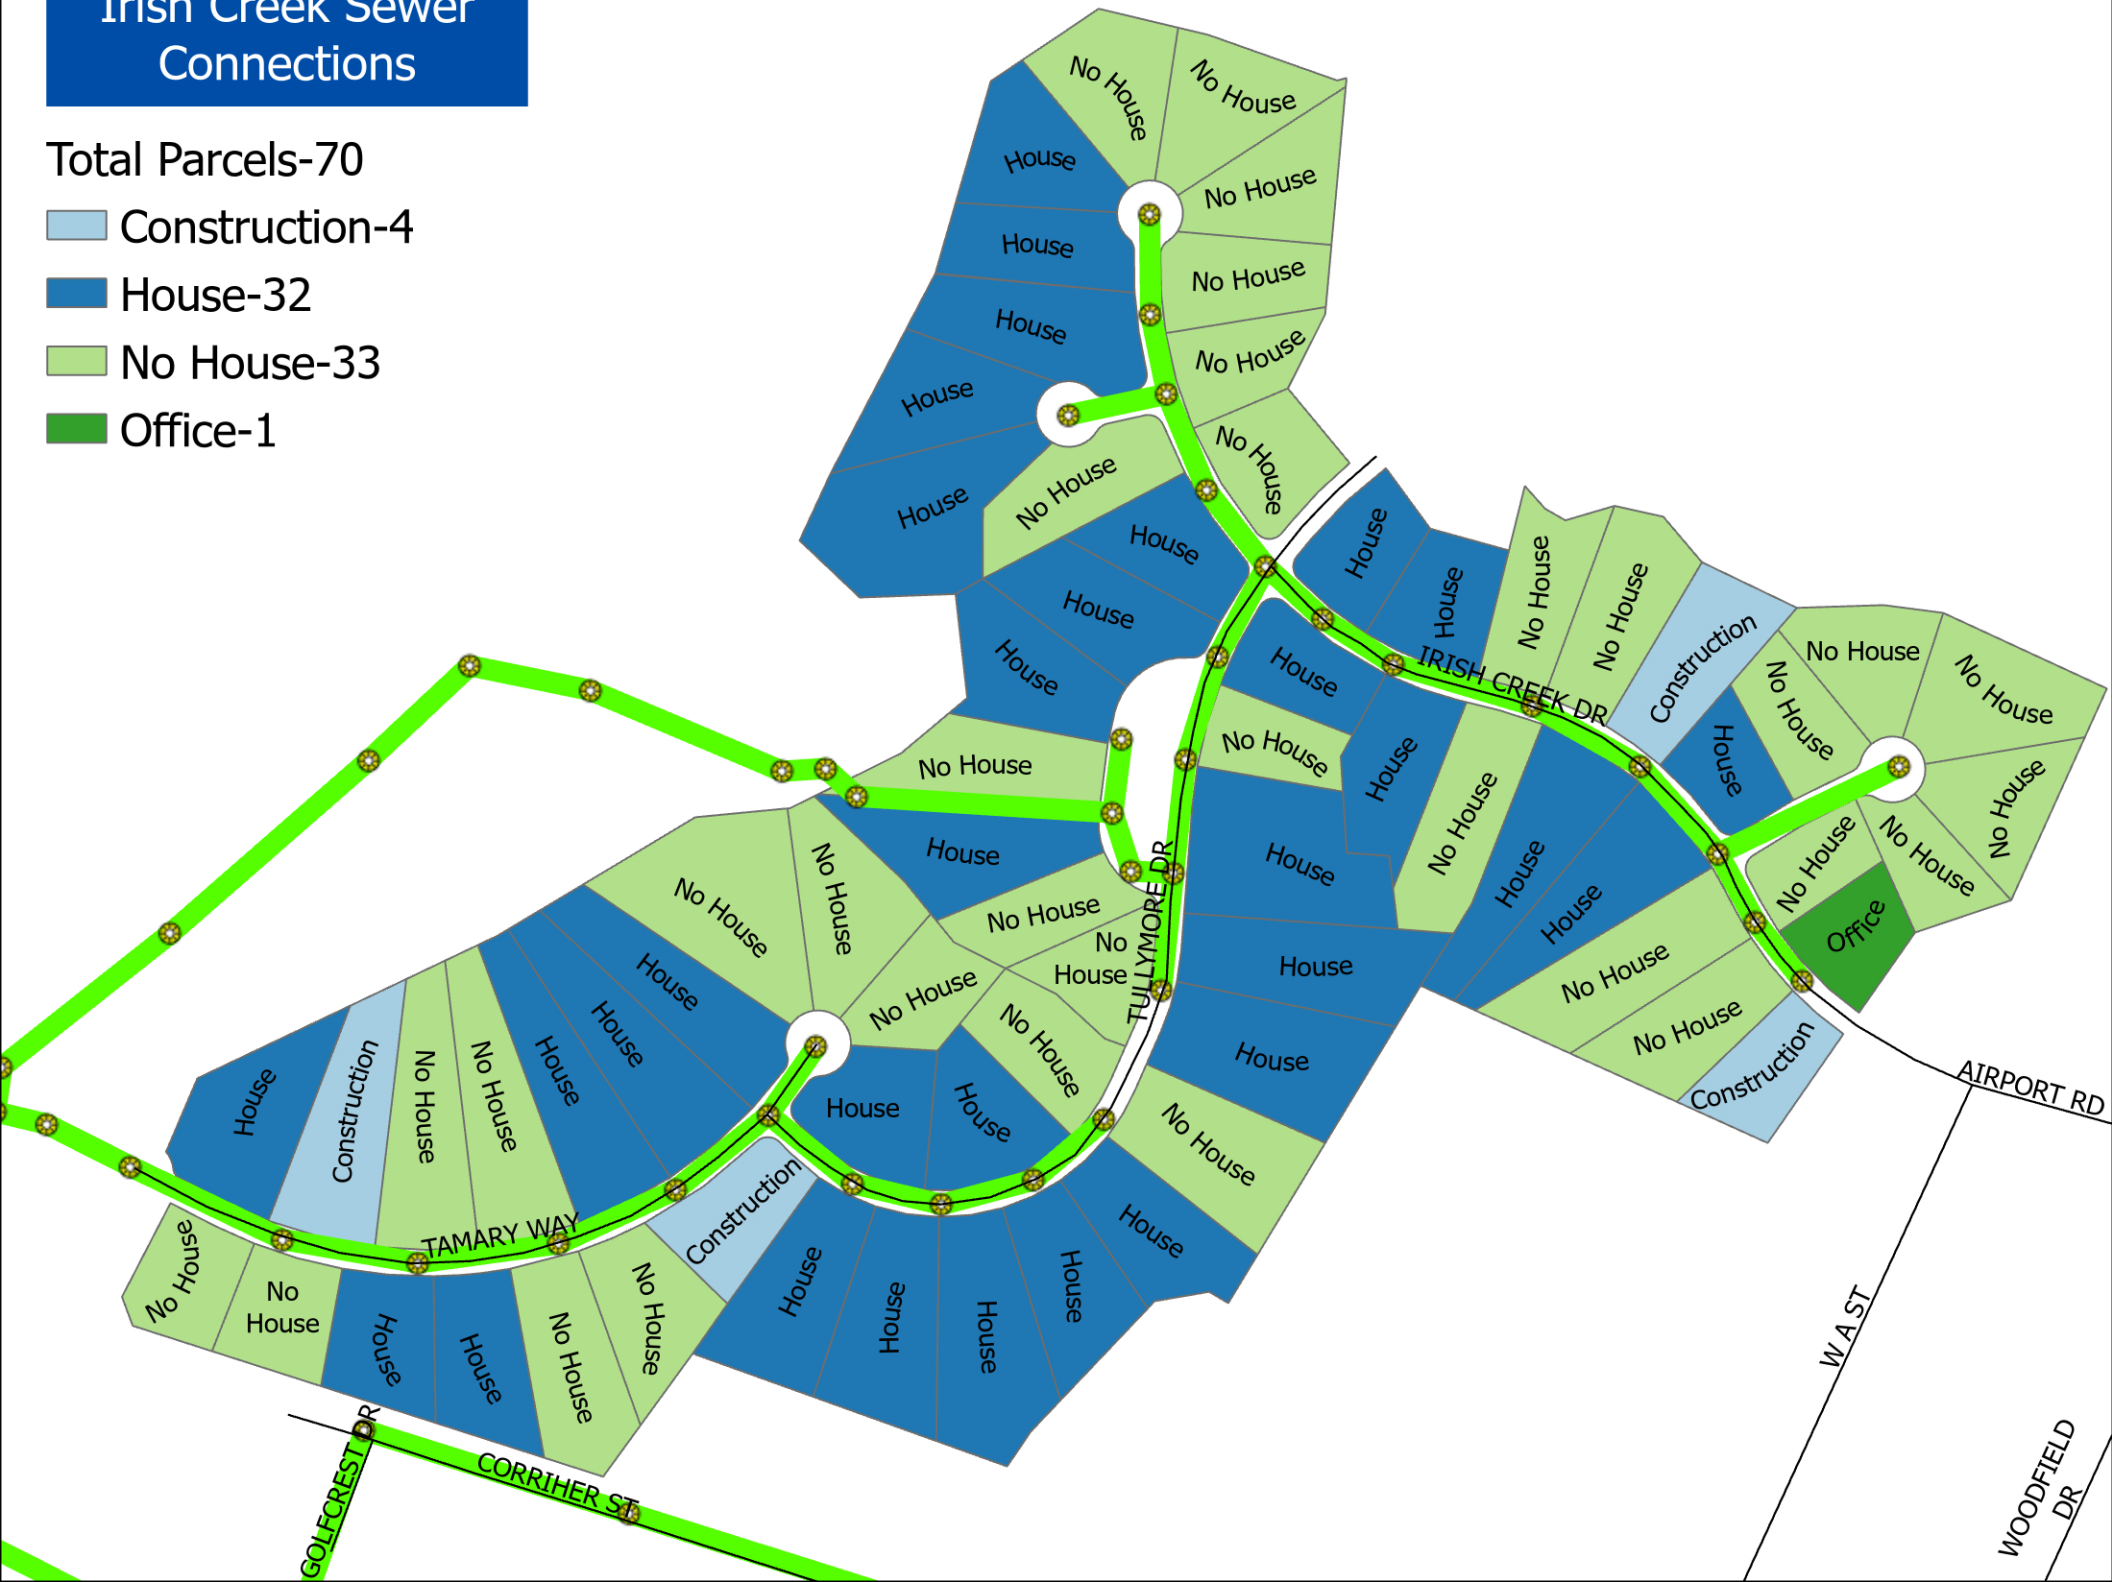 Irish Creek Sewer
Connections
Total Parcels-70
Construction-4
House-32
No House-33
Office-1
No House
No House
House
No House
House
No House
House
No House
House
No House
House
No House
No House
House
House
House
No House
House
House
No House
No House
Construction
No House
No House
No House
House
No House
No House
No House
Office
IRISH CREEK DR
House
No House
House
No House
House
House
House
No House
No House
Construction
House
House
No House
House
No House
No
House
TULLYMORE DR
No House
No House
No House
No House
House
House
House
House
House
No House
No House
Construction
House
TAMARY WAY
No House
No
House
House
House
No House
No House
Construction
House
House
House
House
House
AIRPORT RD
W A ST
WOODFIELD
DR
GOLFCREST DR
CORRIHER ST